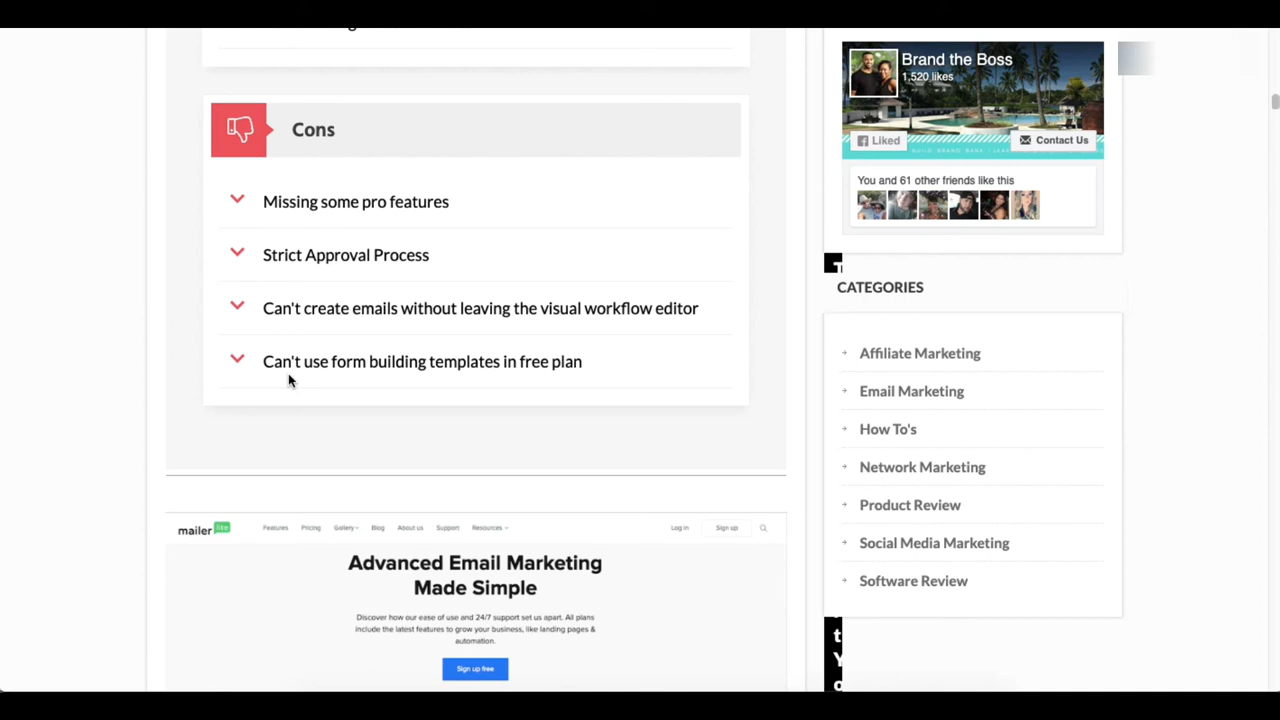 Cons
Missing some pro features
Strict Approval Process
Can't create emails without leaving the visual workflow editor
Can't use form building templates in free plan
mailer lite
Features Pricing Gallery Blog About us Support Resources Log in Sign up
Advanced Email Marketing
Made Simple
Discover how our ease of use and 24/7 support set us apart. All plans
include the latest features to grow your business, like landing pages &
automation.
Sign up free
Brand the Boss
1,520 likes
Liked
Contact Us
You and 61 other friends like this
CATEGORIES
Affiliate Marketing
Email Marketing
How To's
Network Marketing
Product Review
Social Media Marketing
Software Review